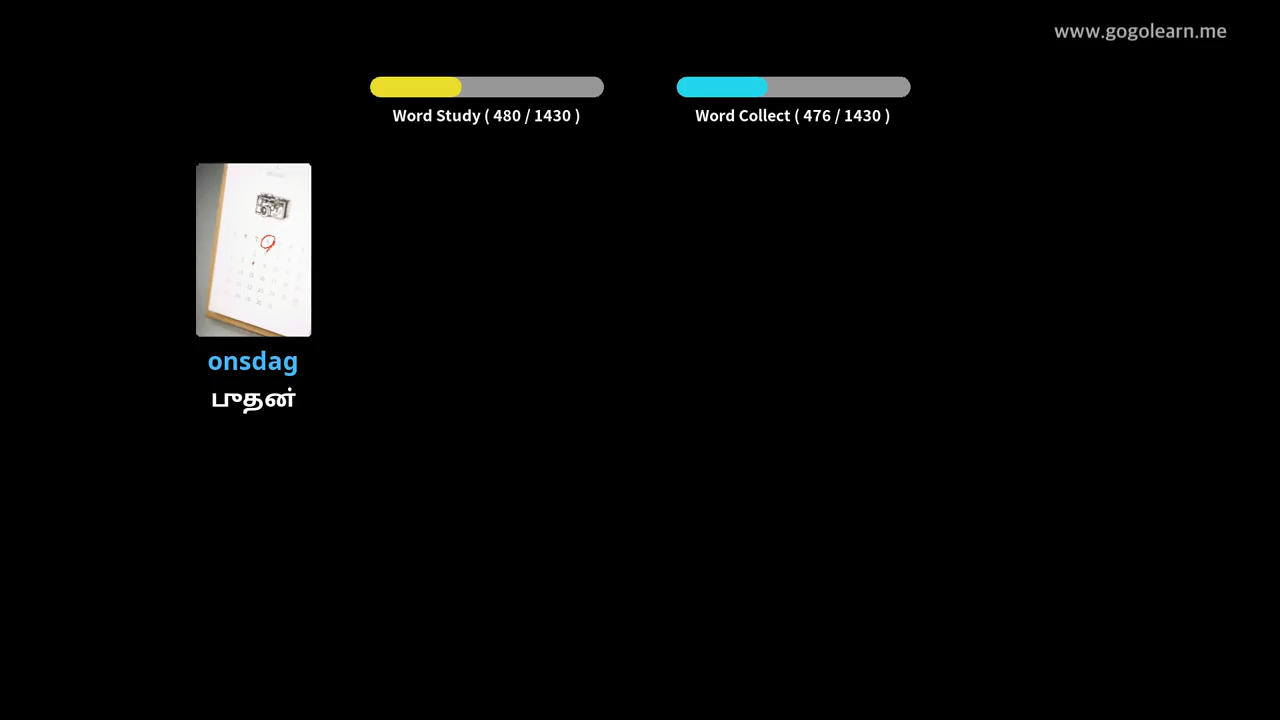 www.gogolearn.me
Word Study ( 480 / 1430 )
Word Collect ( 476 / 1430 )
onsdag
புதன்